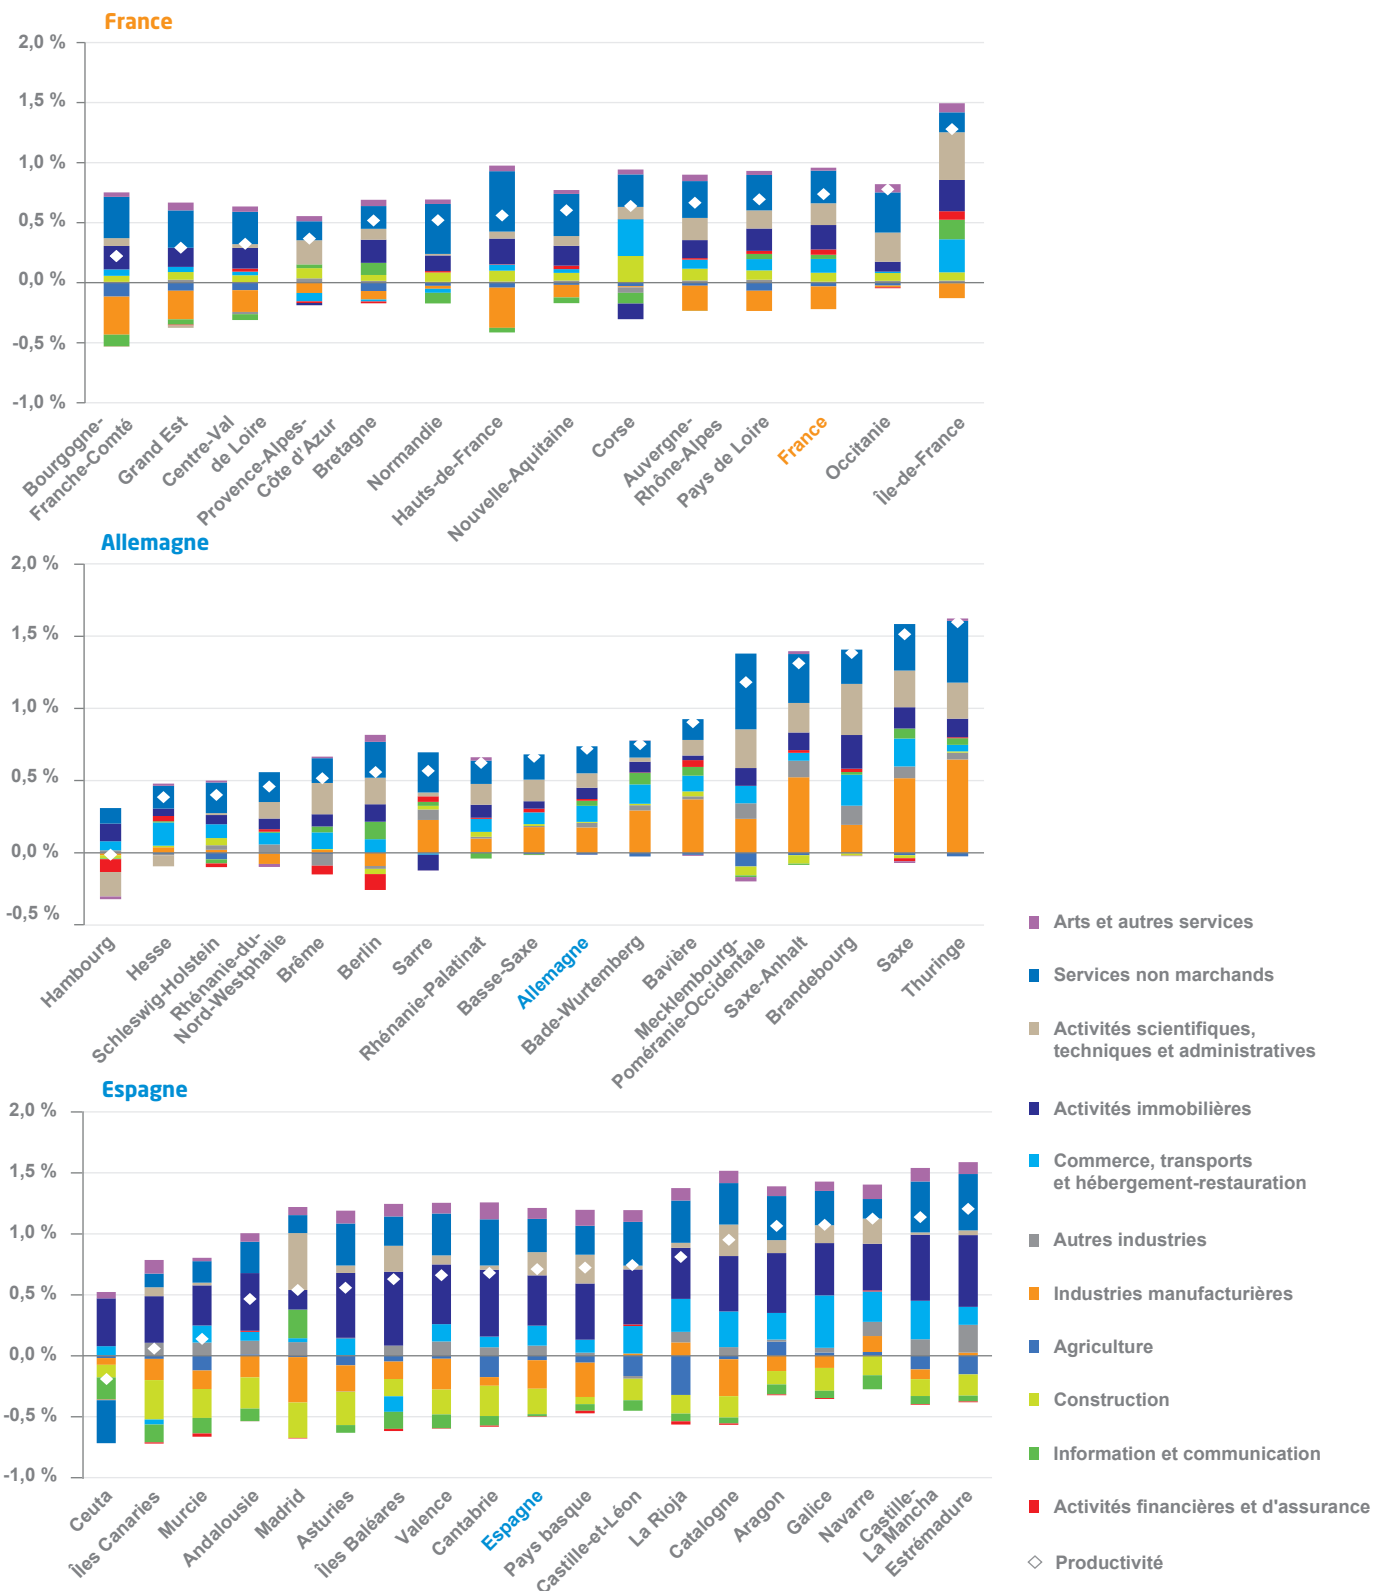 France
2,0 %
1,5 %
1,0 %
0,5 %
0,0 %
-0,5 %
-1,0 %
Bourgogne-
Franche-Comté
Grand Est
Centre-Val
de Loire
Provence-Alpes-
Côte d'Azur
Bretagne
Normandie
Hauts-de-France
Nouvelle-Aquitaine
Corse
Auvergne-
Rhône-Alpes
Pays de Loire
France
Occitanie
Île-de-France
Allemagne
2,0 %
1,5 %
1,0 %
0,5 %
0,0 %
-0,5 %
Hambourg
Hesse
Schleswig-Holstein
Rhénanie-du-
Nord-Westphalie
Brême
Berlin
Sarre
Rhénanie-Palatinat
Basse-Saxe
Allemagne
Bade-Wurtemberg
Bavière
Mecklembourg-
Poméranie-Occidentale
Saxe-Anhalt
Brandebourg
Saxe
Thuringe
Espagne
2,0 %
1,5 %
1,0 %
0,5 %
0,0 %
-0,5 %
-1,0 %
Ceuta
Îles Canaries
Murcie
Andalousie
Madrid
Asturies
Îles Baléares
Valence
Cantabrie
Espagne
Pays basque
Castille-et-Léon
La Rioja
Catalogne
Aragon
Galice
Navarre
Castille-
La Mancha
Estrémadure
Arts et autres services
Services non marchands
Activités scientifiques,
techniques et administratives
Activités immobilières
Commerce, transports
et hébergement-restauration
Autres industries
Industries manufacturières
Agriculture
Construction
Information et communication
Activités financières et d'assurance
Productivité